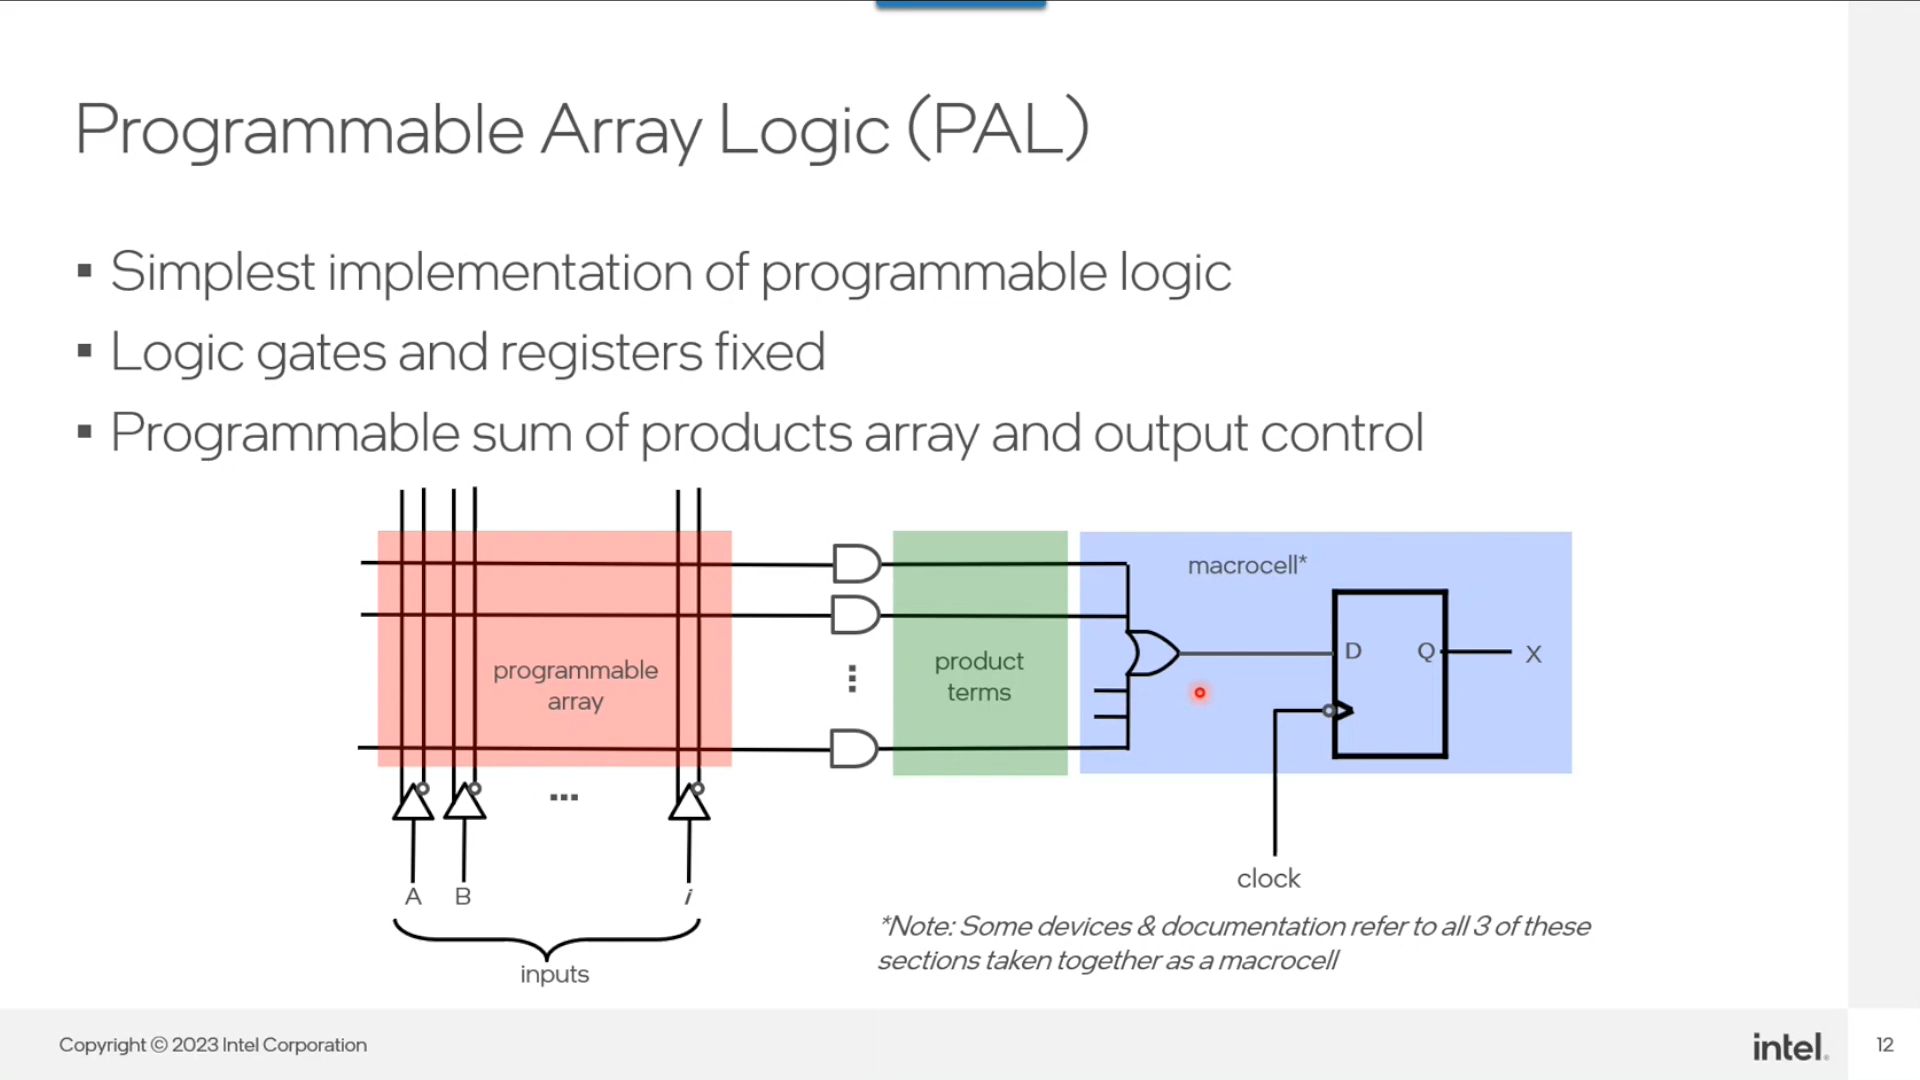 Programmable Array Logic (PAL)
▪ Simplest implementation of programmable logic
▪ Logic gates and registers fixed
▪ Programmable sum of products array and output control
macrocell*
programmable
array
product
terms
D
Q
X
A
B
i
clock
inputs
*Note: Some devices & documentation refer to all 3 of these
sections taken together as a macrocell
Copyright © 2023 Intel Corporation
intel.
12